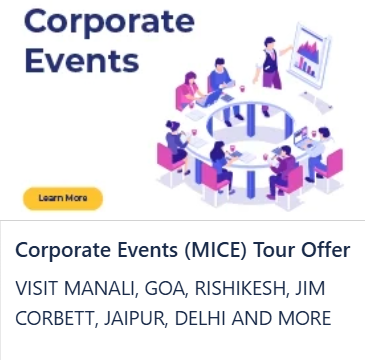 Corporate
Events
Learn More
Corporate Events (MICE) Tour Offer
VISIT MANALI, GOA, RISHIKESH, JIM
CORBETT, JAIPUR, DELHI AND MORE